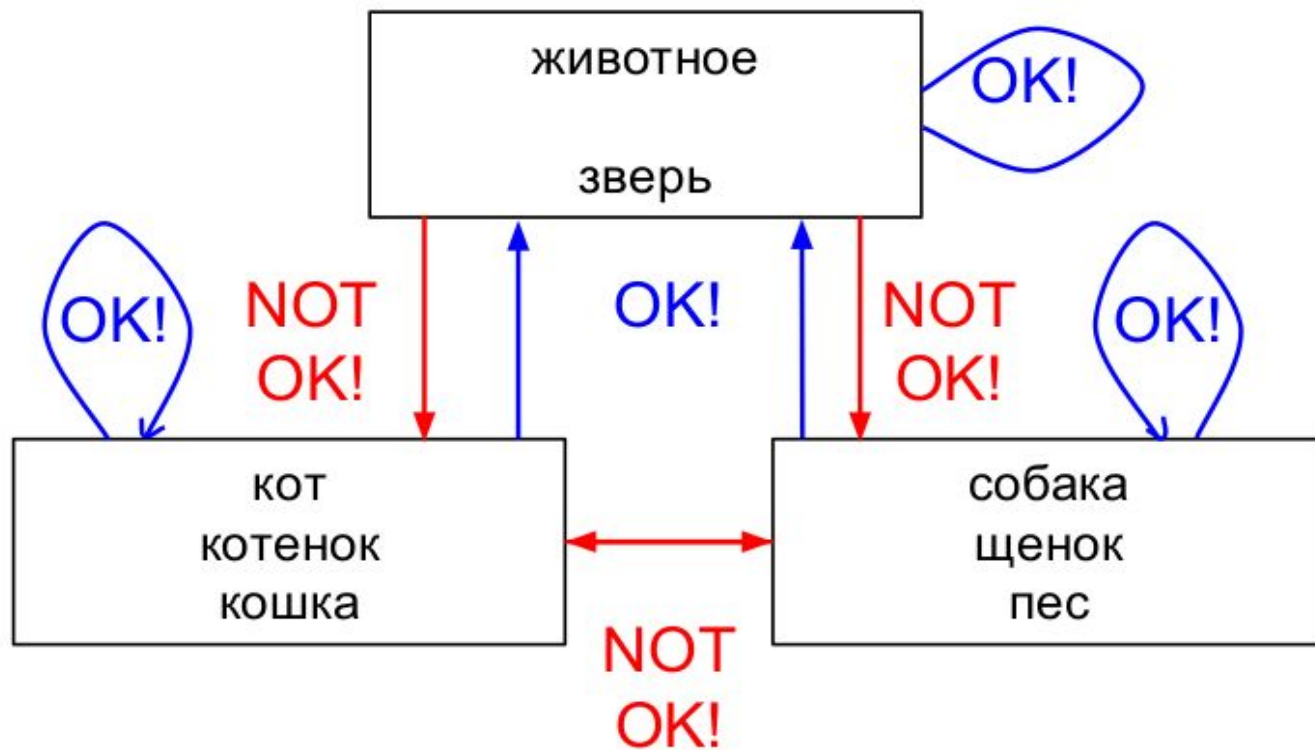 животное
OK!
зверь
OK!
NOT
OK!
OK!
NOT
OK!
OK!
кот
котенок
кошка
собака
щенок
пес
NOT
OK!